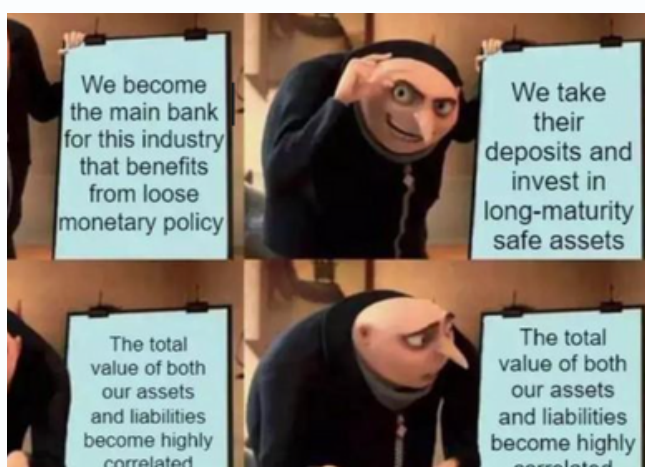 We become
the main bank
for this industry
that benefits
from loose
monetary policy
We take
their
deposits and
invest in
long-maturity
safe assets
The total
value of both
our assets
and liabilities
become highly
correlated
The total
value of both
our assets
and liabilities
become highly
correlated